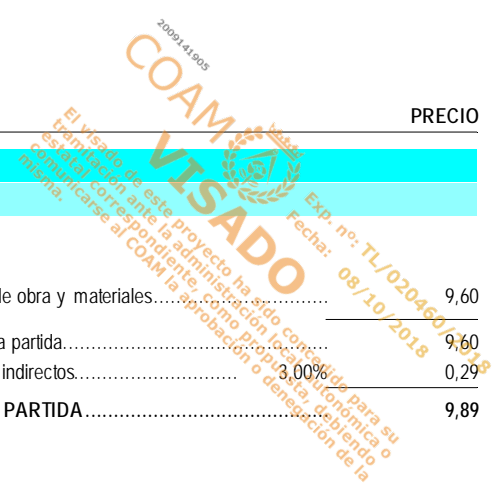 2009141905
COAM
VISADO
El visado de este proyecto ha sido concedido para su
tramitación ante la administración local, autonómica o
estatal correspondiente, como propuesta, debiendo
comunicarse al COAM la aprobación o denegación de la
misma.
Exp. nº: TL/020460/2018
Fecha: 08/10/2018
PRECIO
de obra y materiales............................... 9,60
a partida............................................... 9,60
indirectos............................ 3,00% 0,29
PARTIDA.......................................... 9,89